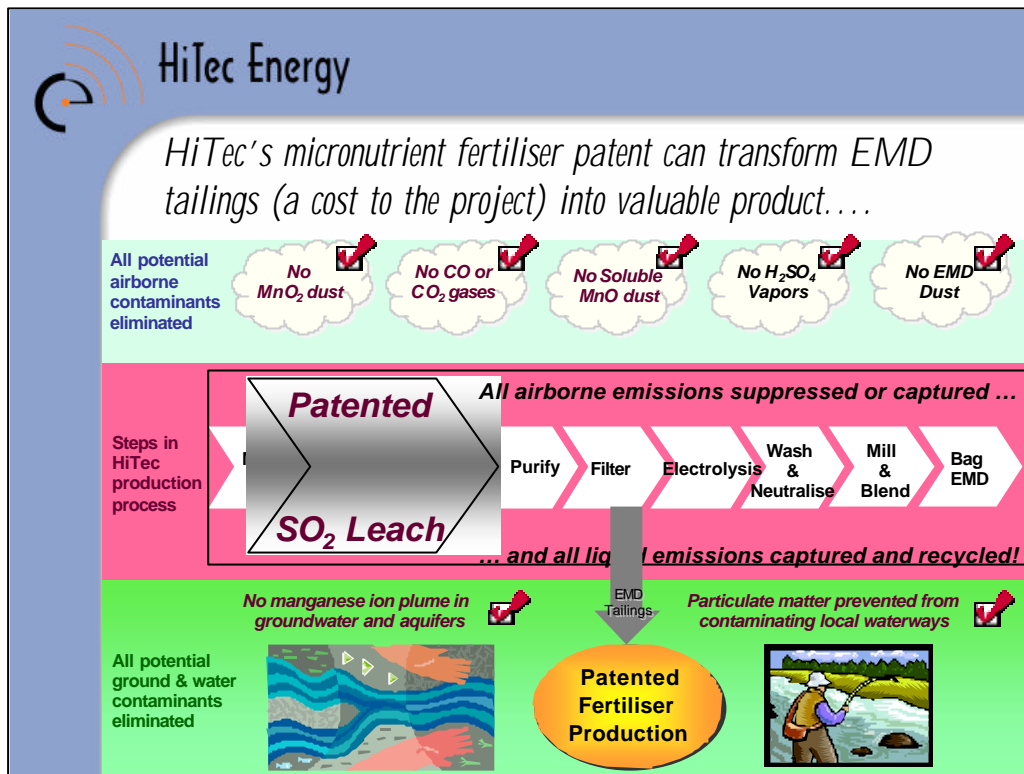 HiTec Energy
HiTec's micronutrient fertiliser patent can transform EMD
tailings (a cost to the project) into valuable product....
All potential
airborne
contaminants
eliminated
No
MnO₂ dust
No CO or
CO₂ gases
No Soluble
MnO dust
No H₂SO₄
Vapors
No EMD
Dust
All airborne emissions suppressed or captured ...
Steps in
HiTec
production
process
Patented
SO₂ Leach
Purify
Filter
Electrolysis
Wash
&
Neutralise
Mill
&
Blend
Bag
EMD
... and all liquid emissions captured and recycled!
EMD
Tailings
No manganese ion plume in
groundwater and aquifers
Particulate matter prevented from
contaminating local waterways
All potential
ground & water
contaminants
eliminated
Patented
Fertiliser
Production